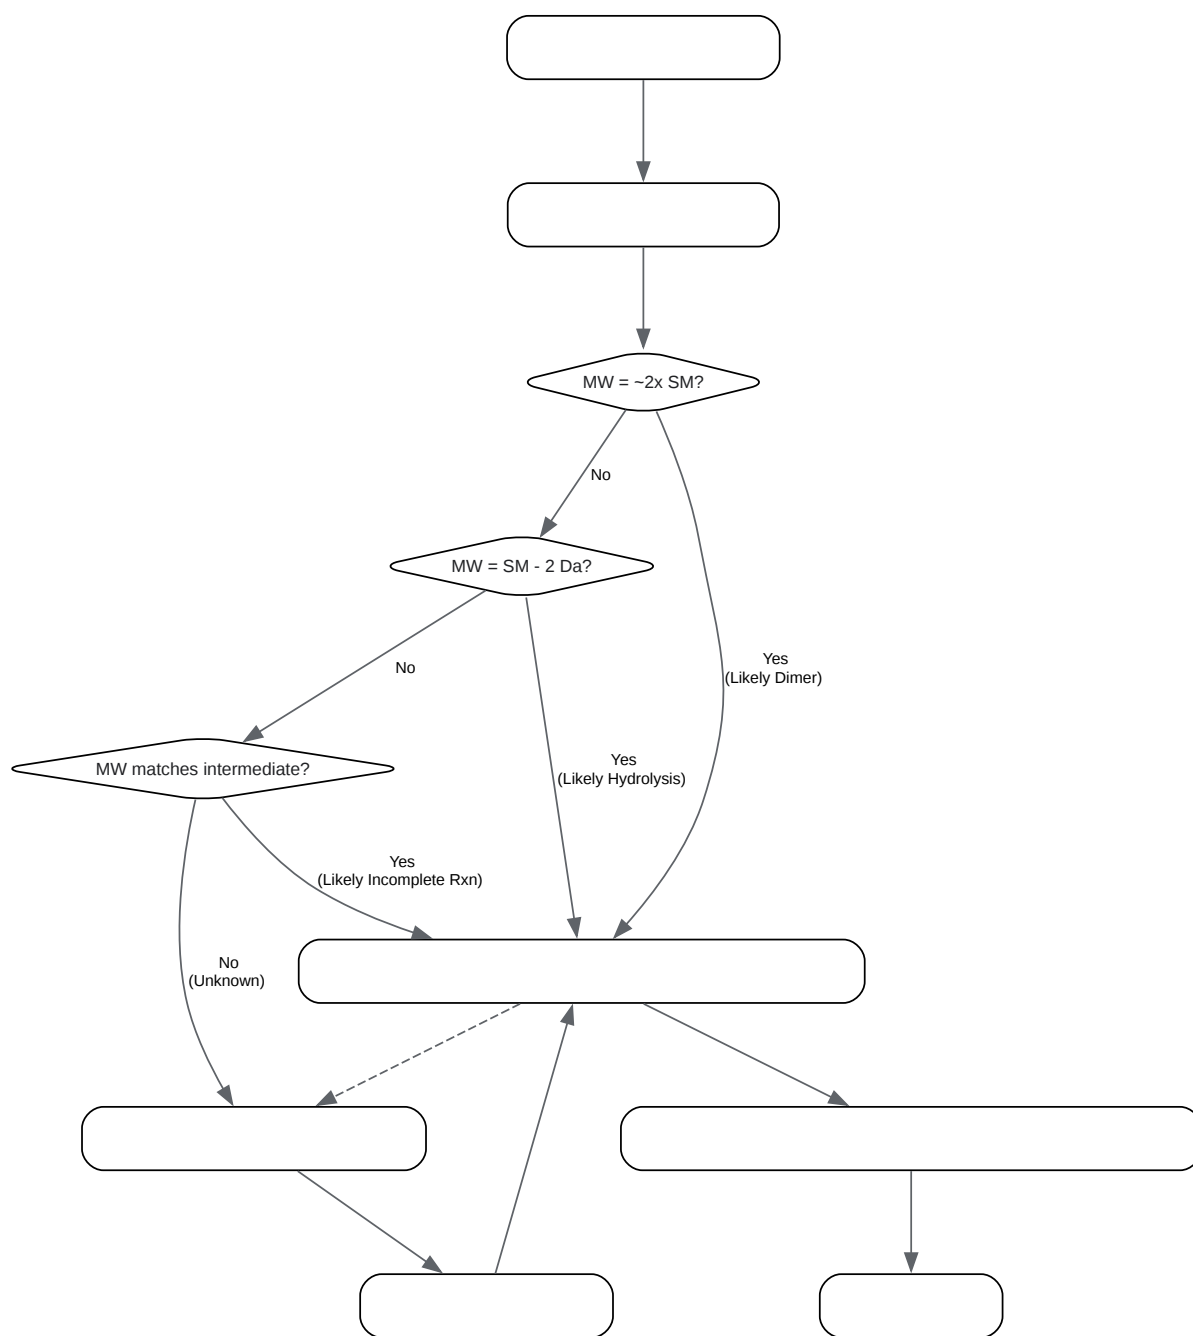 MW = ~2x SM?
No
MW = SM - 2 Da?
No
Yes
(Likely Dimer)
Yes
(Likely Hydrolysis)
MW matches intermediate?
Yes
(Likely Incomplete Rxn)
No
(Unknown)